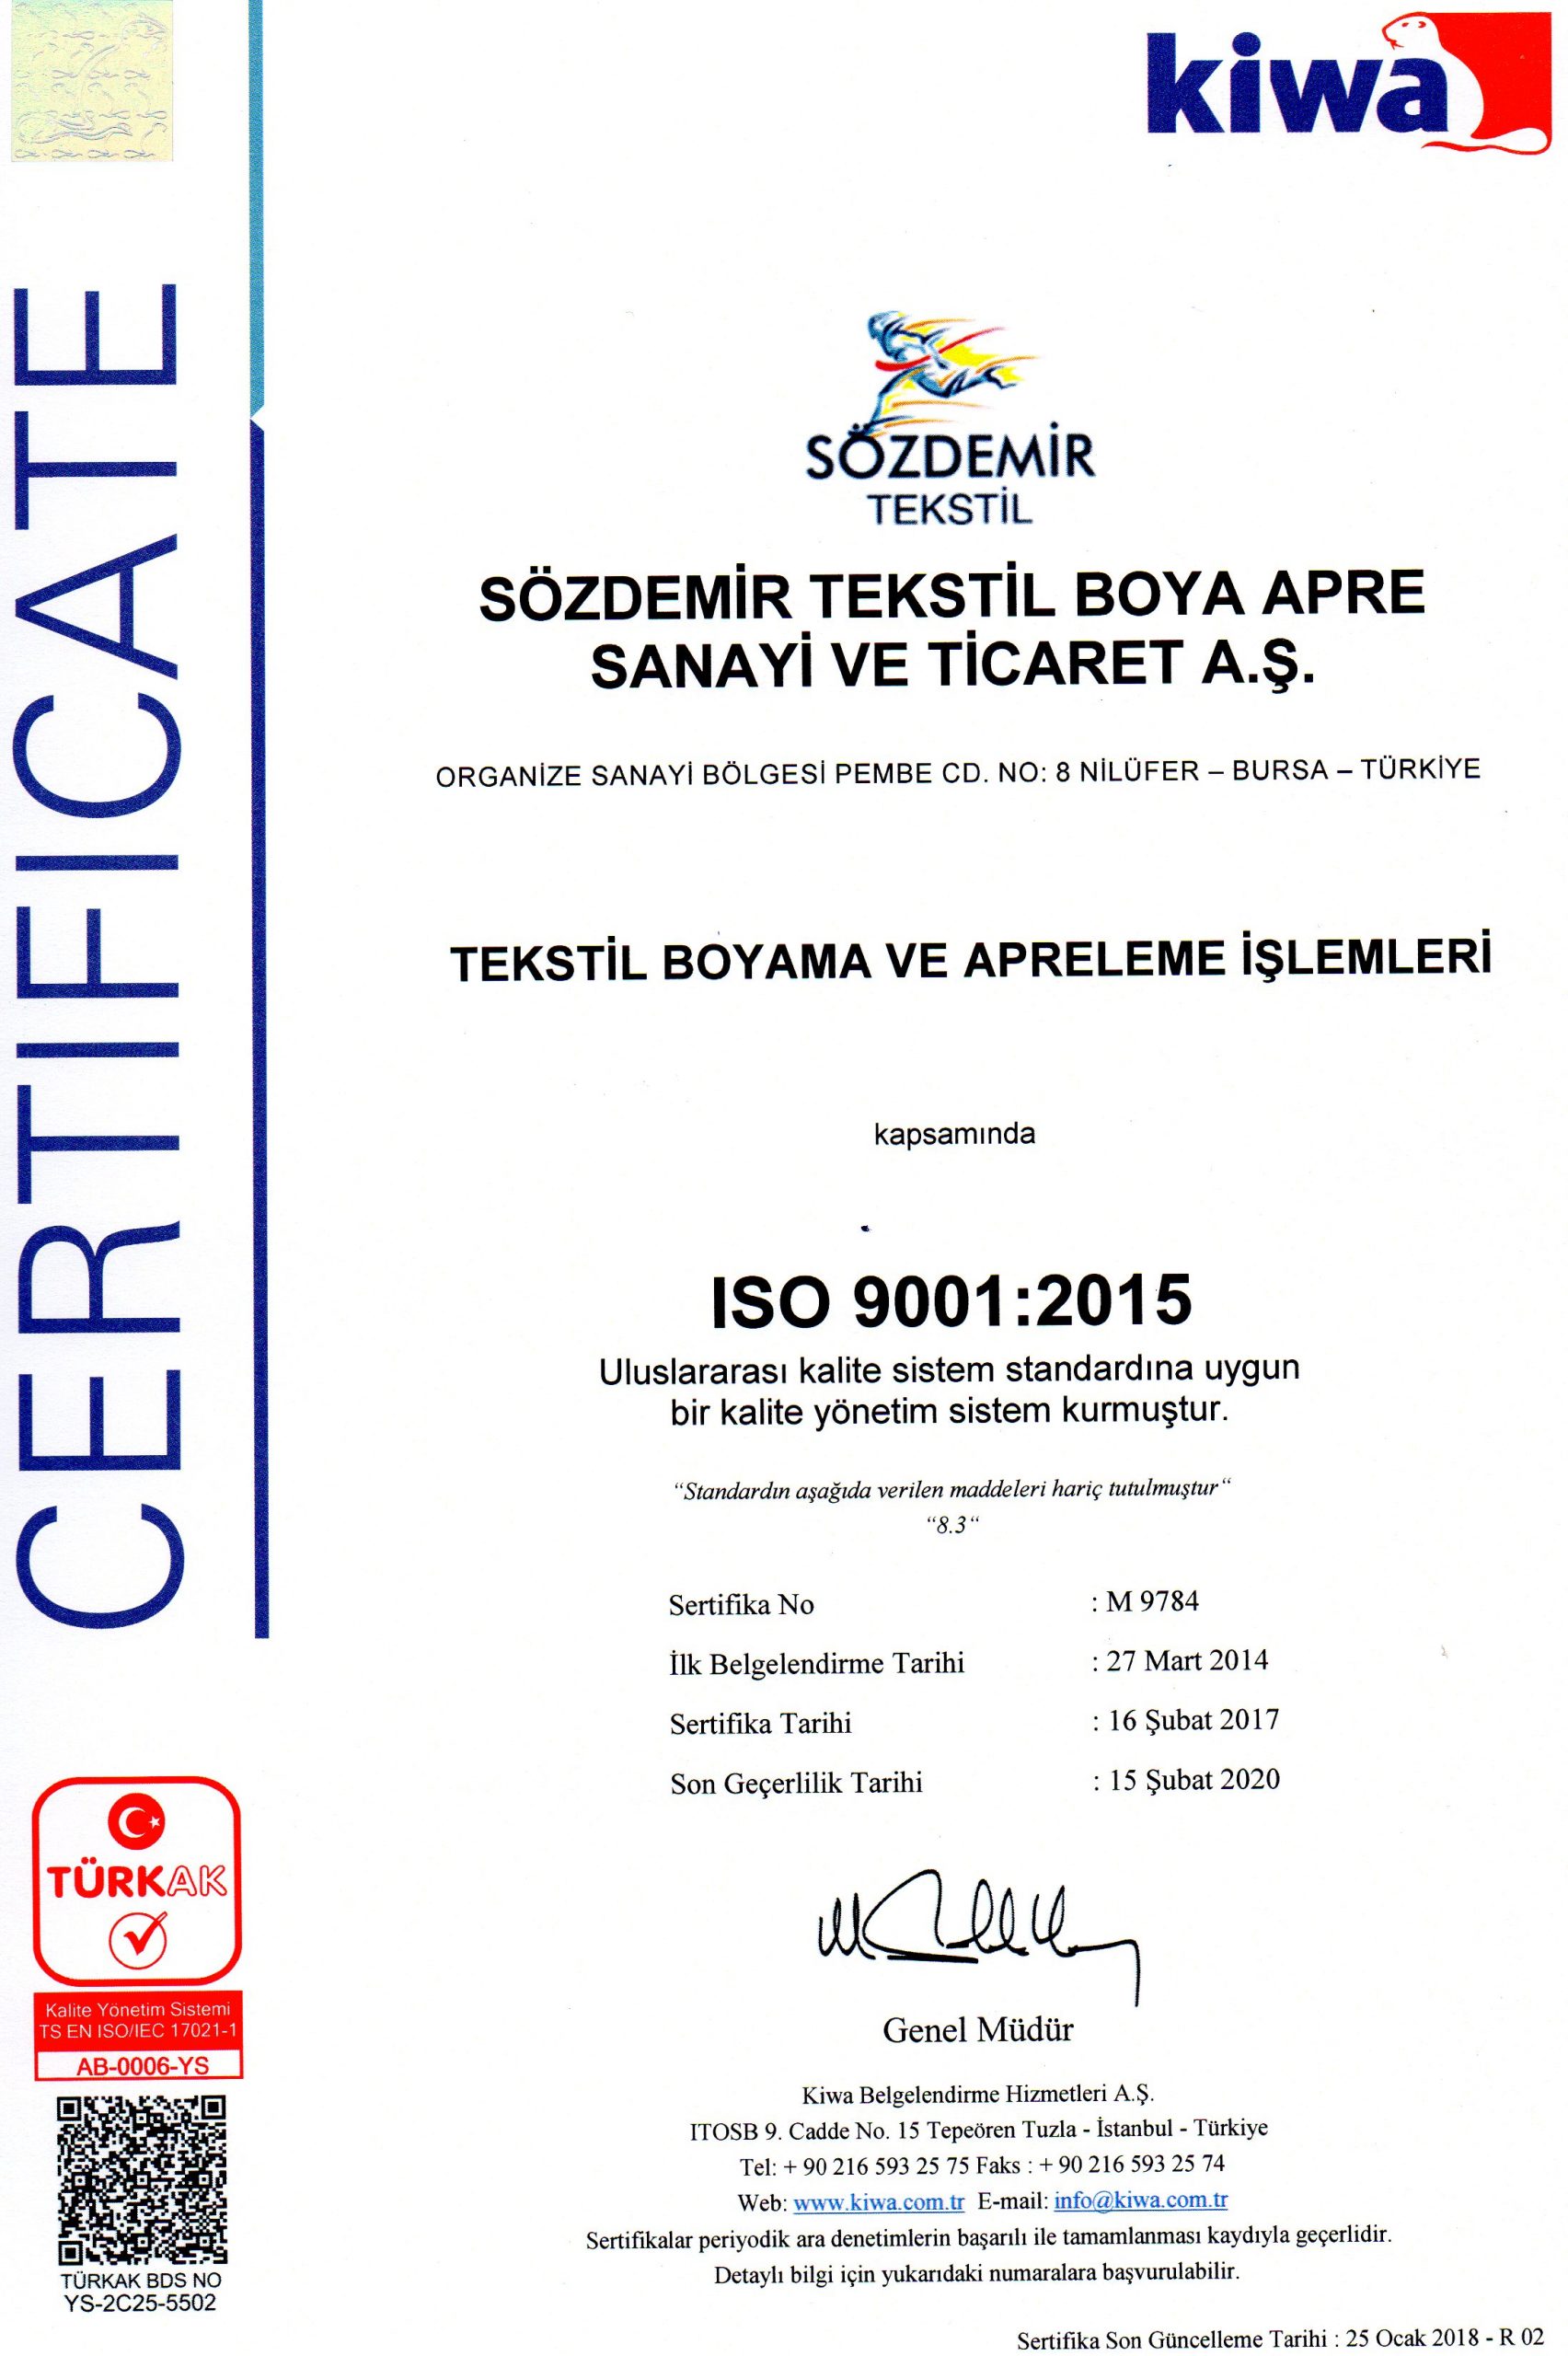 kiwa
CERTIFICATE
SÖZDEMİR
TEKSTİL
SÖZDEMİR TEKSTİL BOYA APRE
SANAYİ VE TİCARET A.Ş.
ORGANİZE SANAYİ BÖLGESİ PEMBE CD. NO: 8 NİLÜFER – BURSA – TÜRKİYE
TEKSTİL BOYAMA VE APRELEME İŞLEMLERİ
kapsamında
ISO 9001:2015
Uluslararası kalite sistem standardına uygun
bir kalite yönetim sistem kurmuştur.
“Standardın aşağıda verilen maddeleri hariç tutulmuştur“
“8.3“
Sertifika No : M 9784
İlk Belgelendirme Tarihi : 27 Mart 2014
Sertifika Tarihi : 16 Şubat 2017
Son Geçerlilik Tarihi : 15 Şubat 2020
TÜRKAK
Kalite Yönetim Sistemi
TS EN ISO/IEC 17021-1
AB-0006-YS
TÜRKAK BDS NO
YS-2C25-5502
Genel Müdür
Kiwa Belgelendirme Hizmetleri A.Ş.
ITOSB 9. Cadde No. 15 Tepeören Tuzla - İstanbul - Türkiye
Tel: + 90 216 593 25 75 Faks : + 90 216 593 25 74
Web: www.kiwa.com.tr E-mail: info@kiwa.com.tr
Sertifikalar periyodik ara denetimlerin başarılı ile tamamlanması kaydıyla geçerlidir.
Detaylı bilgi için yukarıdaki numaralara başvurulabilir.
Sertifika Son Güncelleme Tarihi : 25 Ocak 2018 - R 02